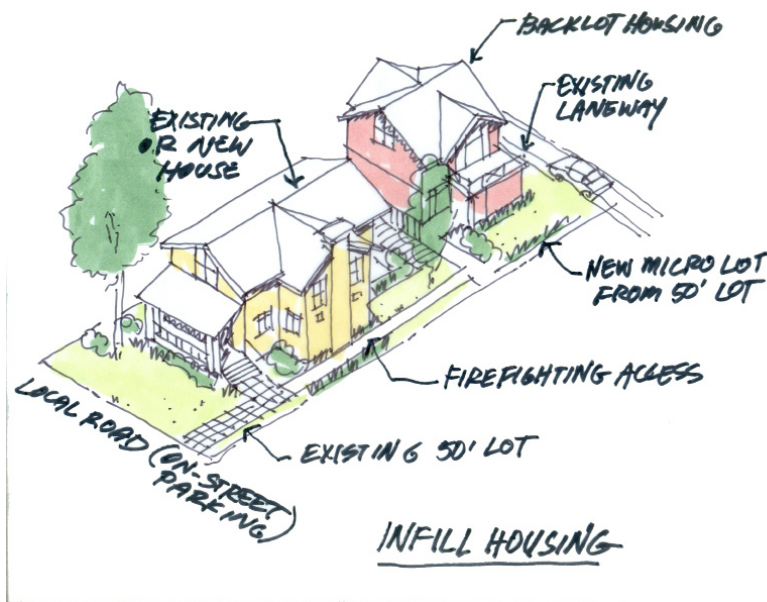 BACKLOT HOUSING
EXISTING
LANEWAY
EXISTING
OR NEW
HOUSE
NEW MICRO LOT
FROM 50' LOT
FIREFIGHTING ACCESS
EXISTING 50' LOT
LOCAL ROAD (ON-STREET
PARKING)
INFILL HOUSING